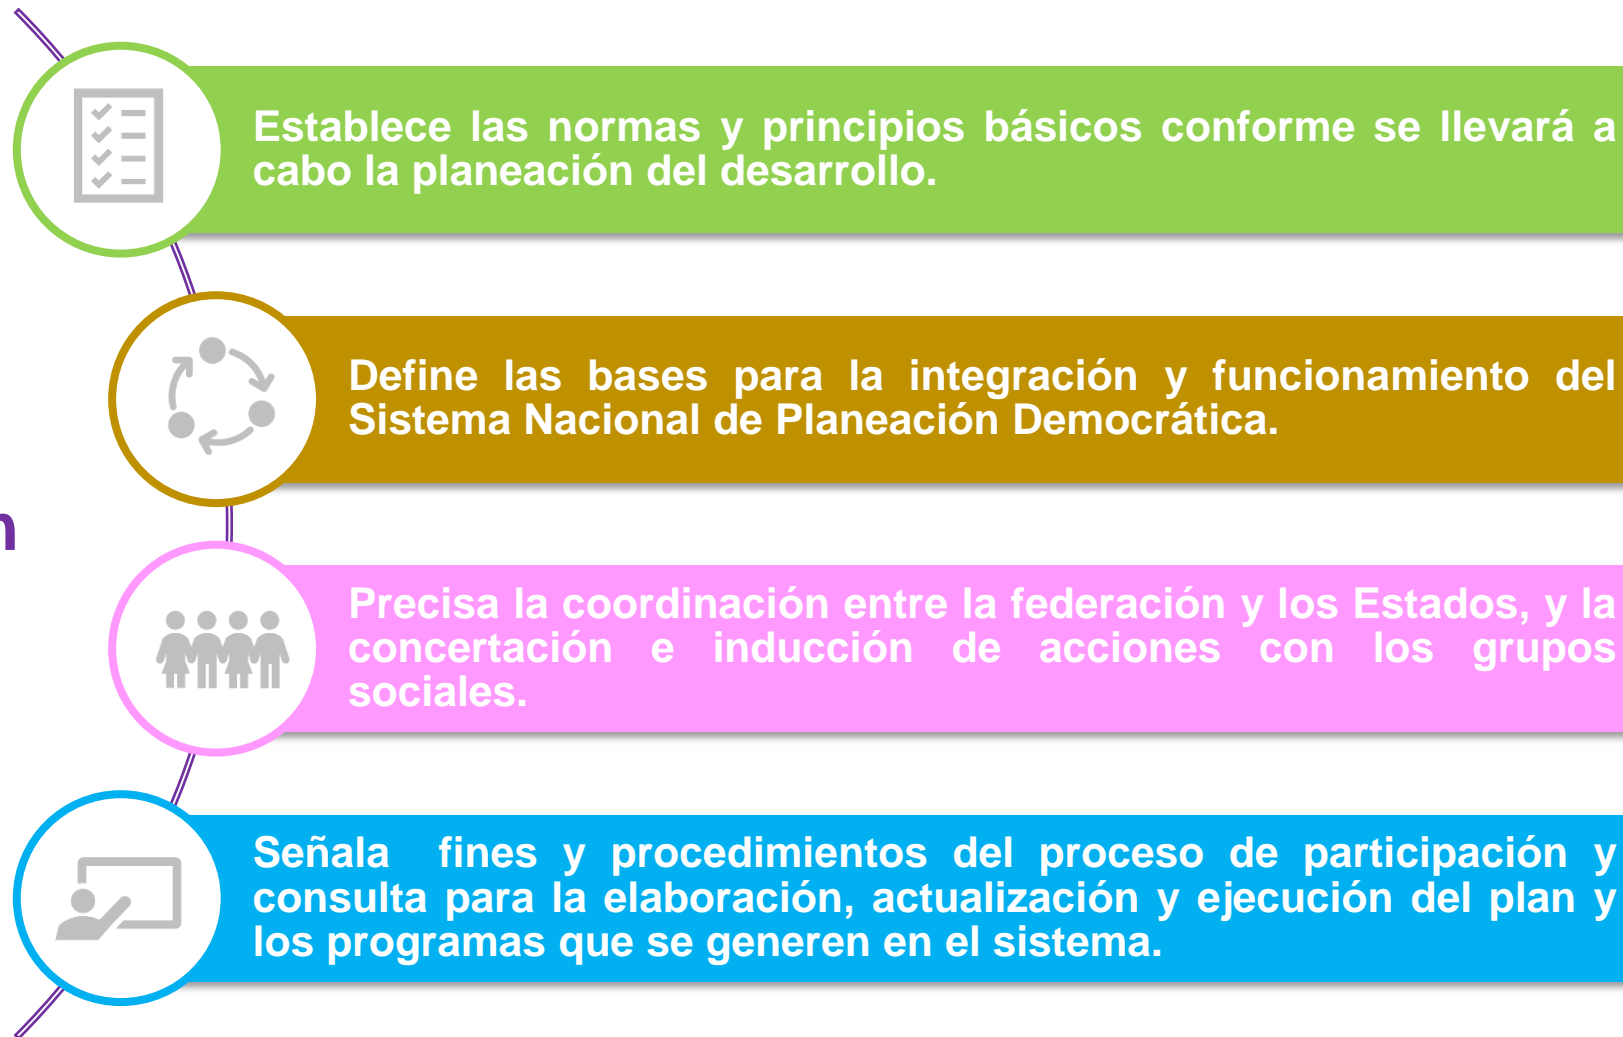 Establece las normas y principios básicos conforme se llevará a
cabo la planeación del desarrollo.
Define las bases para la integración y funcionamiento del
Sistema Nacional de Planeación Democrática.
n
Precisa la coordinación entre la federación y los Estados, y la
concertación e inducción de acciones con los grupos
sociales.
Señala fines y procedimientos del proceso de participación y
consulta para la elaboración, actualización y ejecución del plan y
los programas que se generen en el sistema.